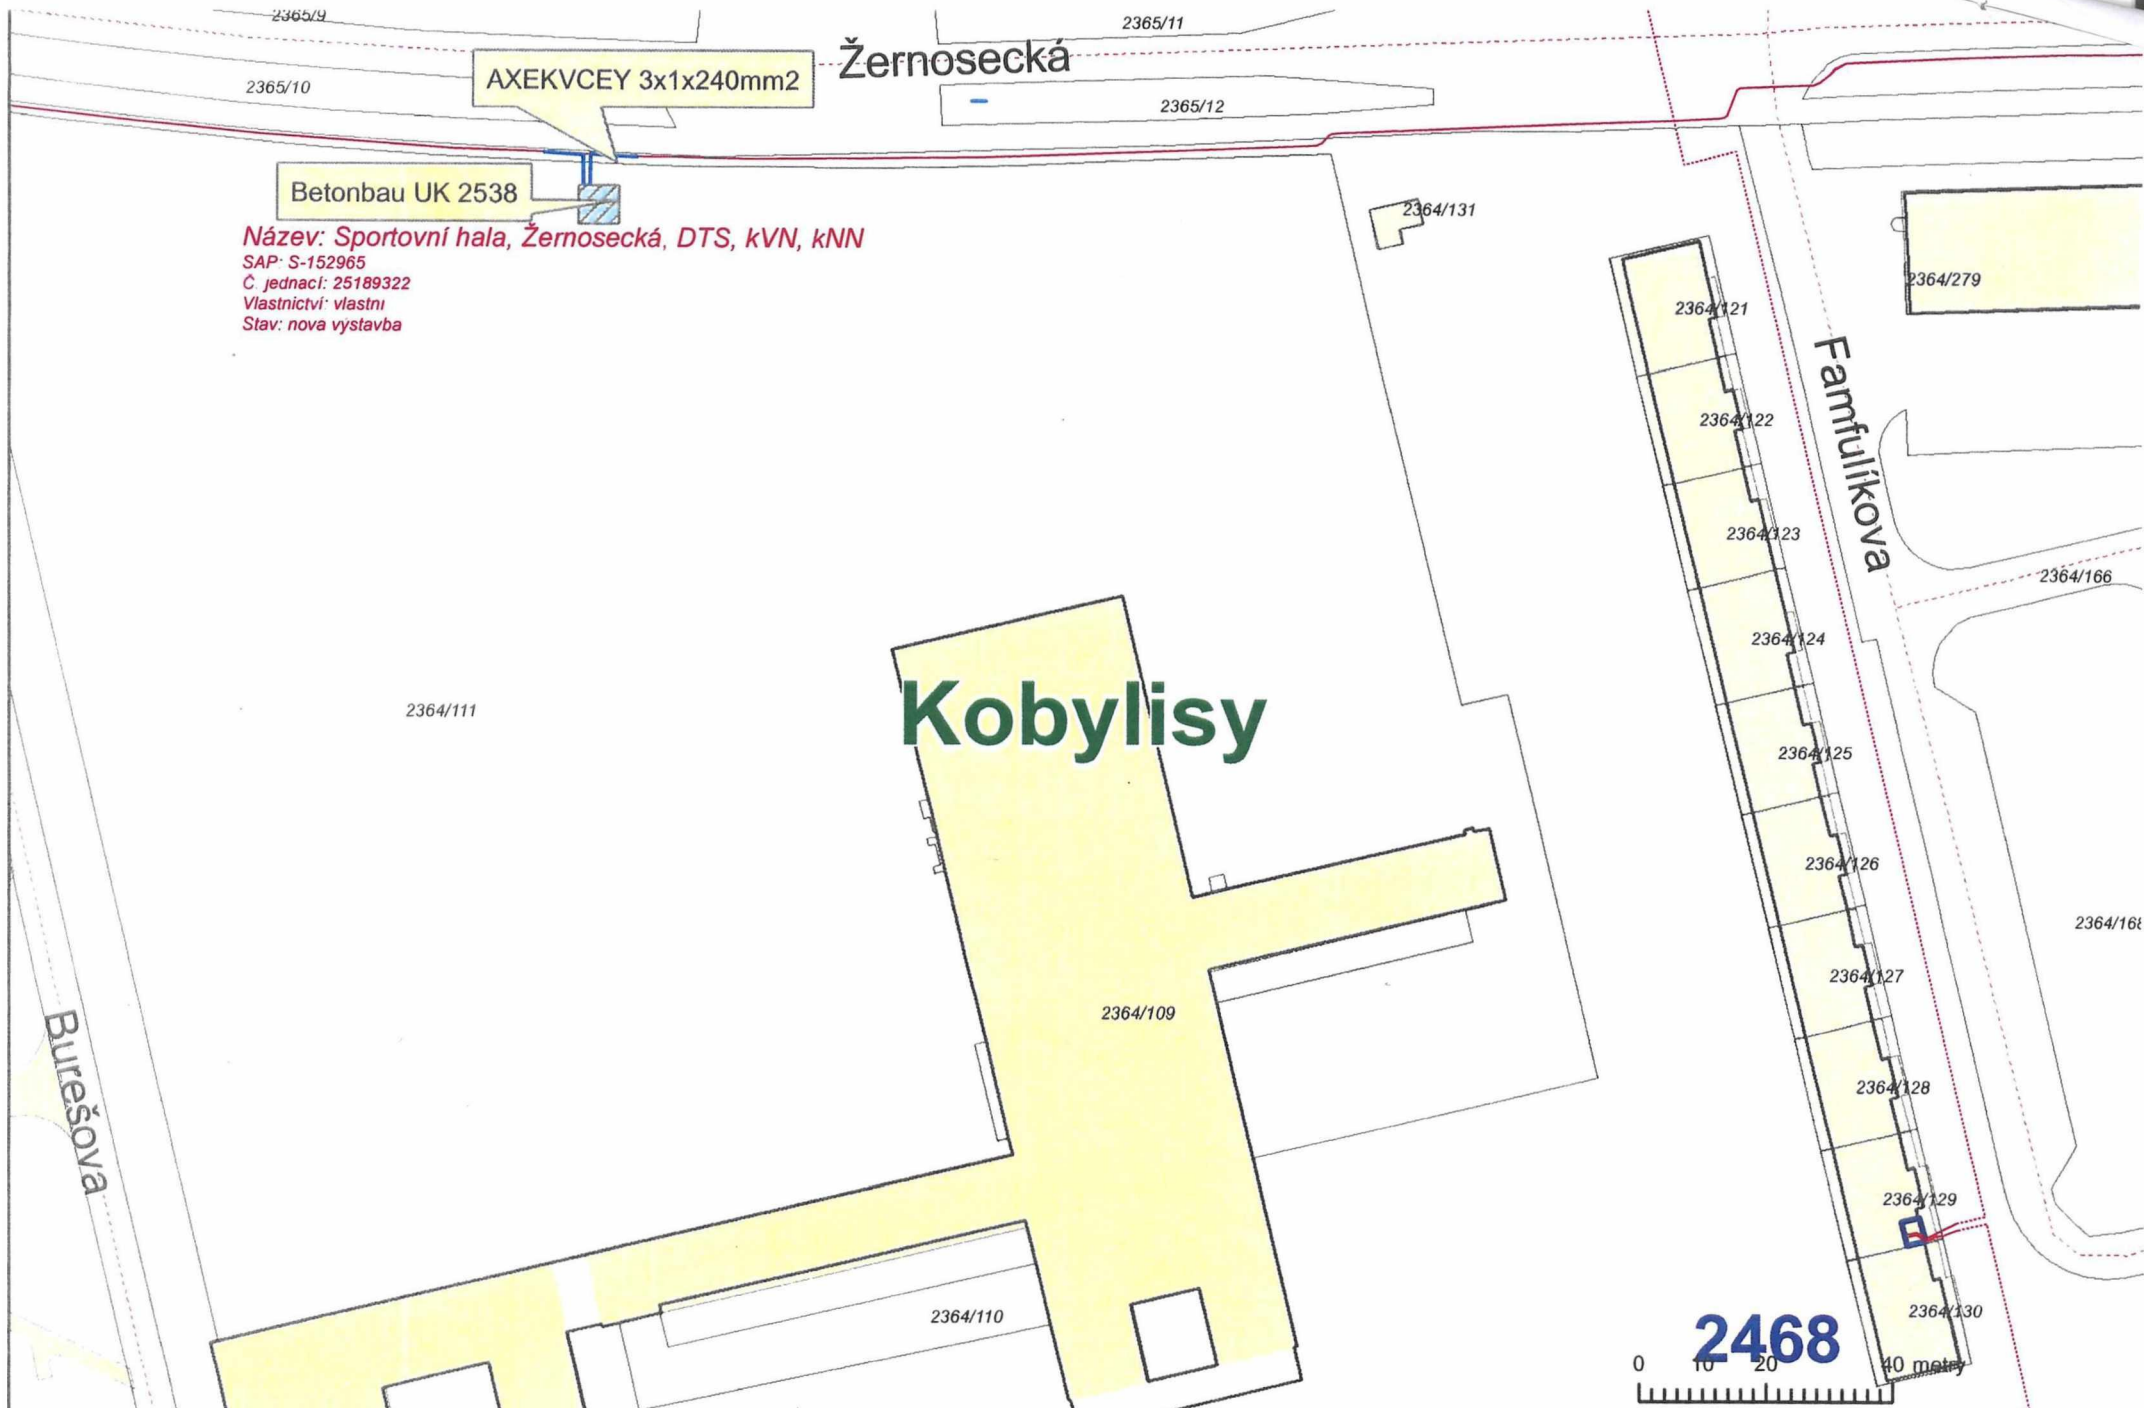 2365/9
2365/11
Žernosecká
AXEKVCEY 3x1x240mm2
2365/10
2365/12
Betonbau UK 2538
2364/131
Název: Sportovní hala, Žernosecká, DTS, kVN, kNN
SAP: S-152965
Č. jednací: 25189322
Vlastnictví: vlastni
Stav: nova výstavba
2364/279
2364/121
Famfulíkova
2364/122
2364/123
2364/166
2364/124
Kobylisy
2364/111
2364/125
2364/126
2364/168
2364/127
2364/109
Burešova
2364/128
2364/129
2364/110
2364/130
2468
0 10 20 40 metry